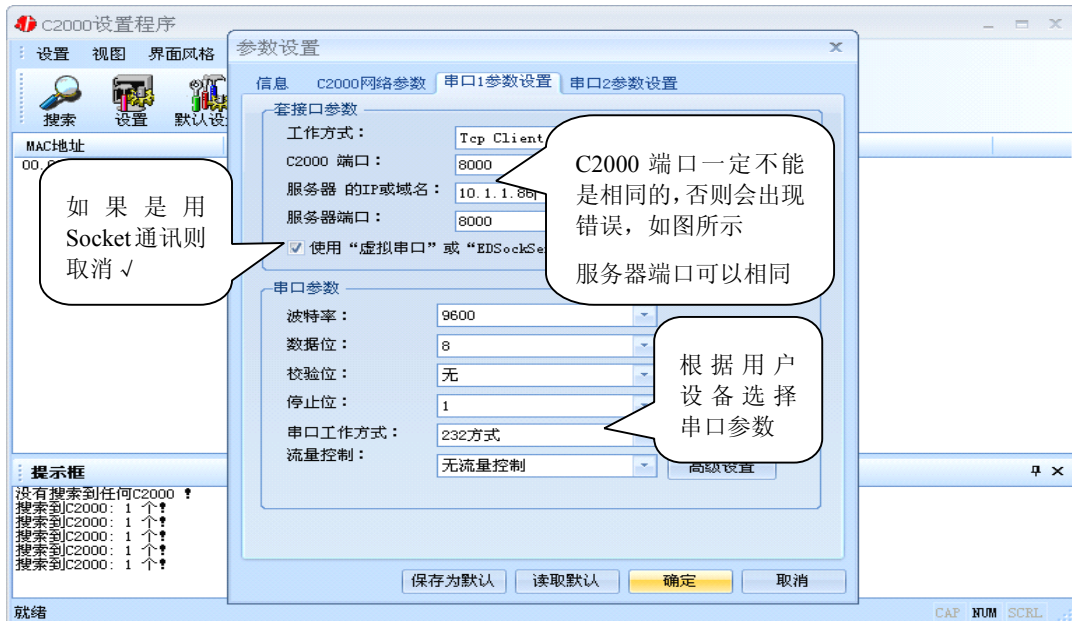 C2000设置程序
设置 视图 界面风格
搜索 设置 默认设
MAC地址
参数设置
信息 C2000网络参数 串口1参数设置 串口2参数设置
套接口参数
工作方式： Tcp Client
C2000 端口： 8000
服务器 的IP或域名： 10.1.1.86
服务器端口： 8000
使用“虚拟串口”或“EDSockSe
如果是用
Socket通讯则
取消√
C2000 端口一定不能
是相同的，否则会出现
错误，如图所示
服务器端口可以相同
串口参数
波特率： 9600
数据位： 8
校验位： 无
停止位： 1
串口工作方式： 232方式
流量控制： 无流量控制
高级设置
根据用户
设备选择
串口参数
保存为默认 读取默认 确定 取消
提示框
没有搜索到任何C2000 ！
搜索到C2000: 1 个！
搜索到C2000: 1 个！
搜索到C2000: 1 个！
搜索到C2000: 1 个！
搜索到C2000: 1 个！
就绪
CAP NUM SCRL